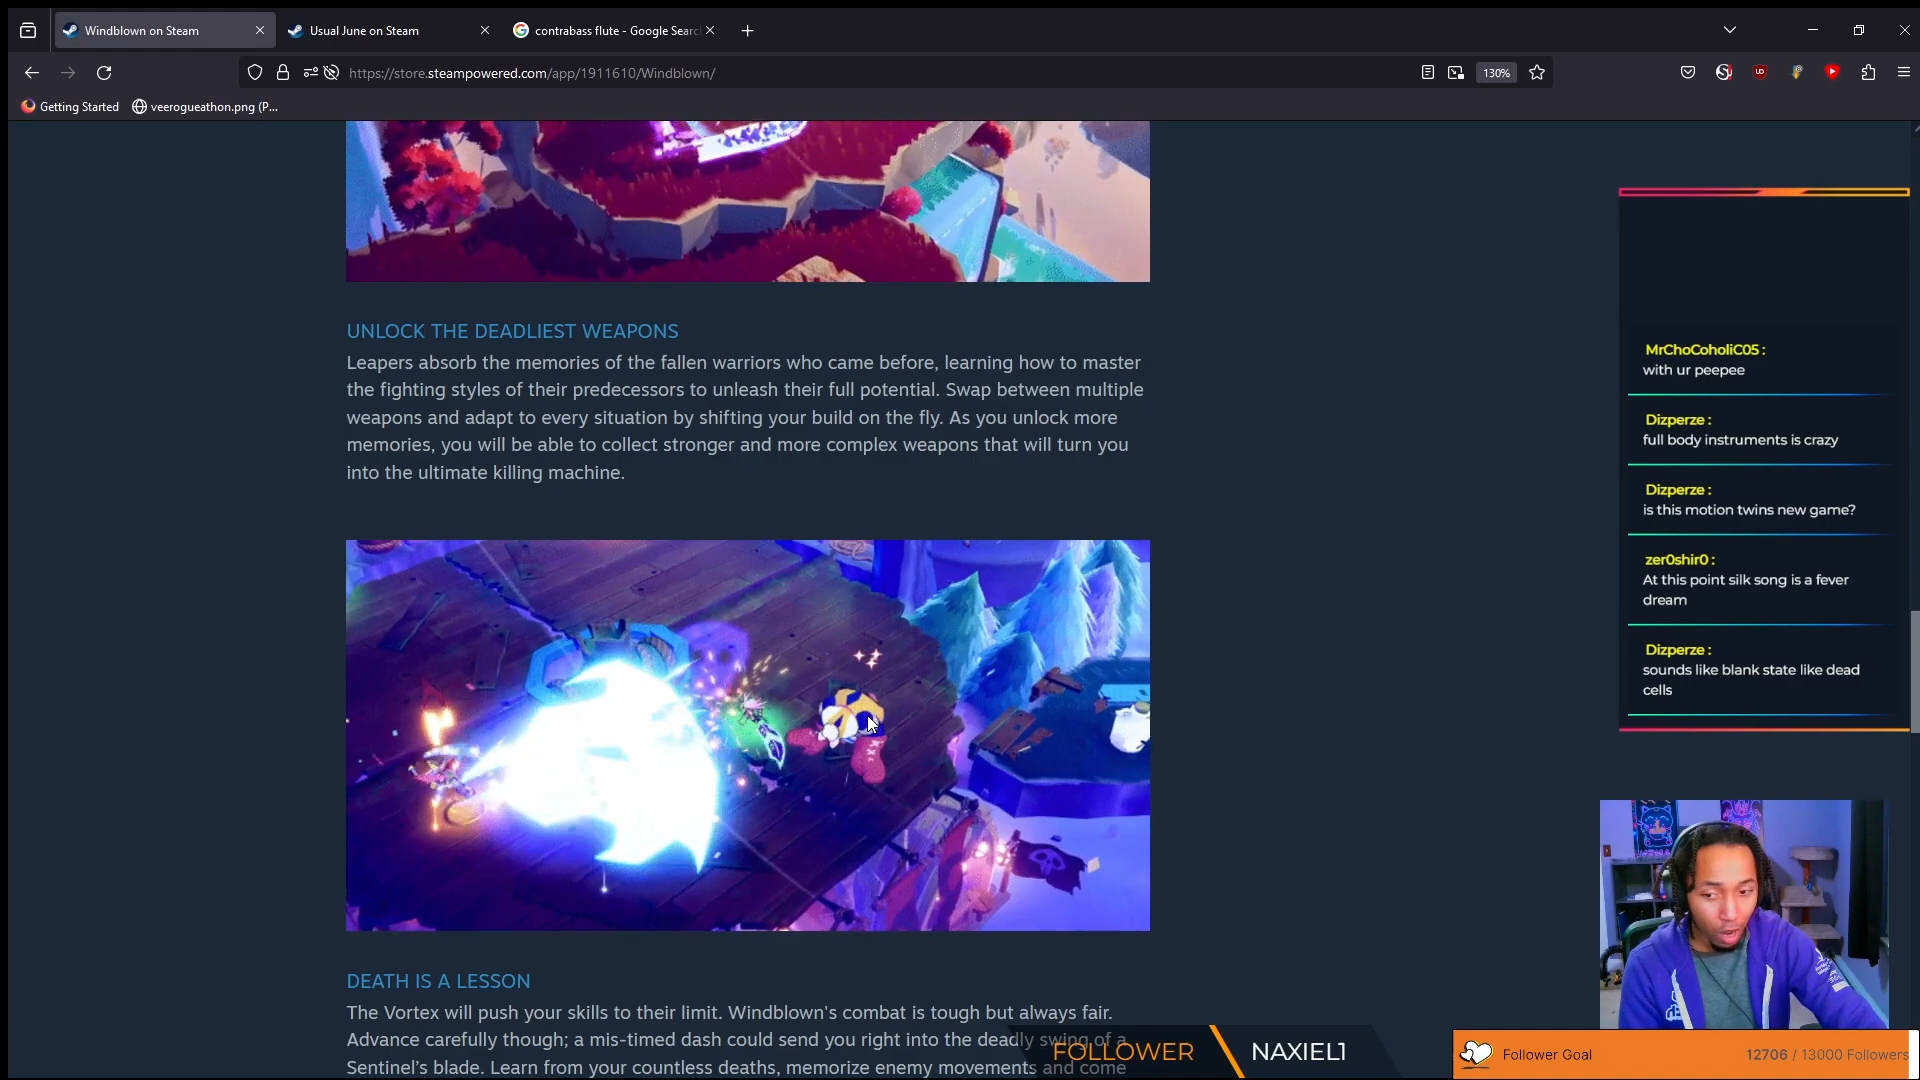 Windblown on Steam
Usual June on Steam
contrabass flute - Google Searc
https://store.steampowered.com/app/1911610/Windblown/
130%
Getting Started
veerogueathon.png (P...
UNLOCK THE DEADLIEST WEAPONS
Leapers absorb the memories of the fallen warriors who came before, learning how to master
the fighting styles of their predecessors to unleash their full potential. Swap between multiple
weapons and adapt to every situation by shifting your build on the fly. As you unlock more
memories, you will be able to collect stronger and more complex weapons that will turn you
into the ultimate killing machine.
DEATH IS A LESSON
The Vortex will push your skills to their limit. Windblown's combat is tough but always fair.
Advance carefully though; a mis-timed dash could send you right into the deadly swing of a
Sentinel's blade. Learn from your countless deaths, memorize enemy movements and come
MrChoCoholiC05 :
with ur peepee
Dizperze :
full body instruments is crazy
Dizperze :
is this motion twins new game?
zer0shir0 :
At this point silk song is a fever
dream
Dizperze :
sounds like blank state like dead
cells
FOLLOWER
NAXIEL1
Follower Goal
12706 / 13000 Followers